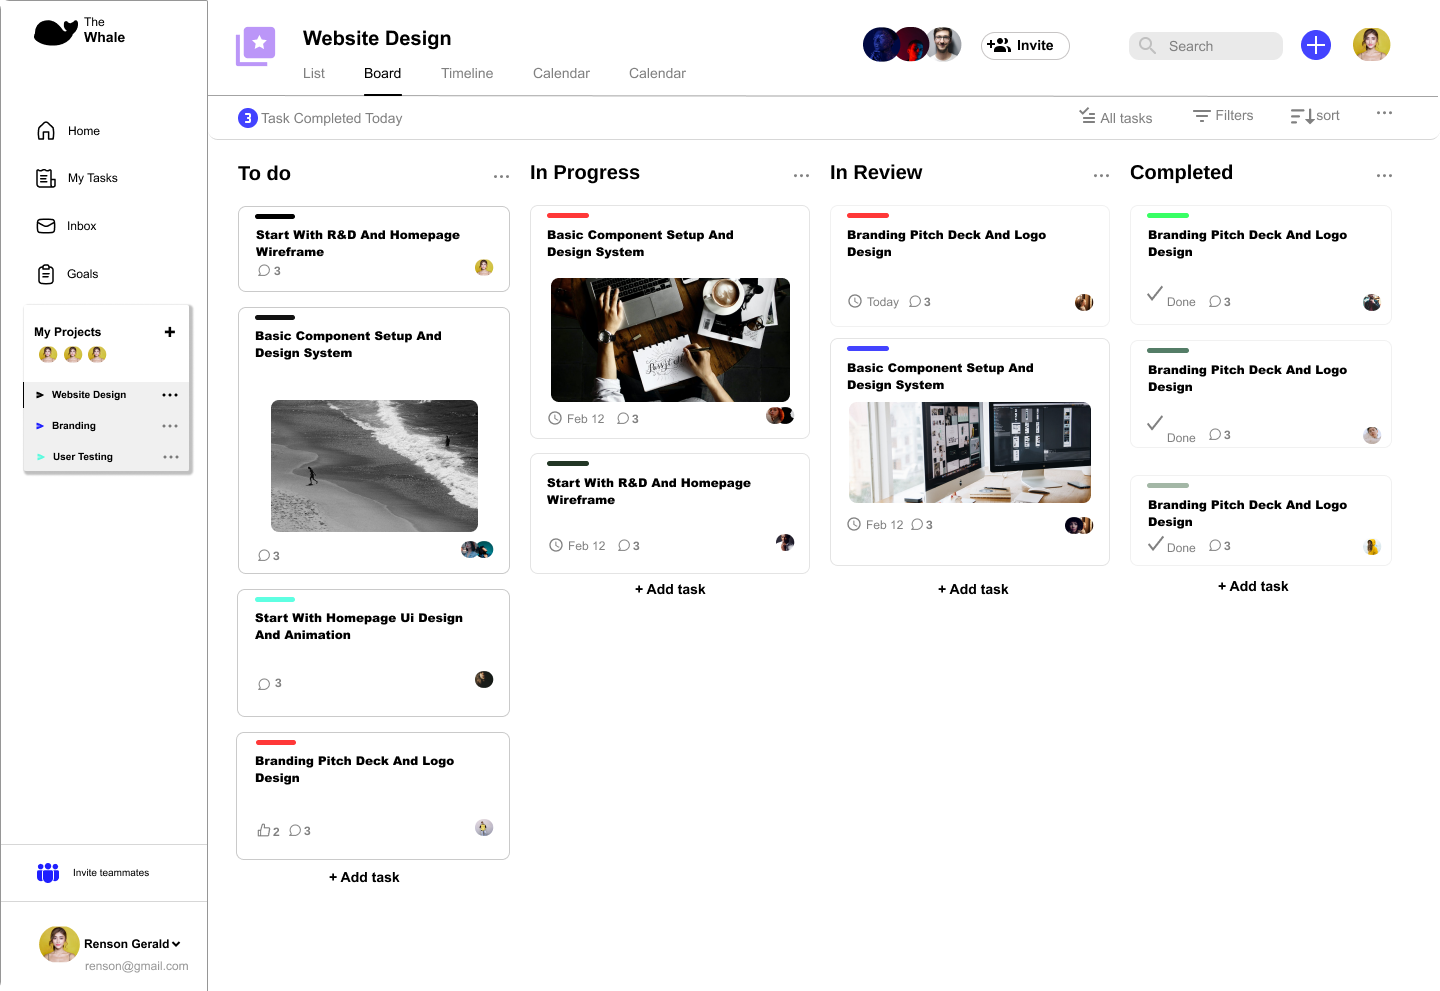 The
Whale
Website Design
Invite
Search
List
Board
Timeline
Calendar
Calendar
3 Task Completed Today
All tasks
Filters
sort
Home
My Tasks
Inbox
Goals
My Projects
Website Design
Branding
User Testing
Invite teammates
Renson Gerald
renson@gmail.com
To do
Start With R&D And Homepage
Wireframe
3
Basic Component Setup And
Design System
3
Start With Homepage Ui Design
And Animation
3
Branding Pitch Deck And Logo
Design
2 3
+ Add task
In Progress
Basic Component Setup And
Design System
Feb 12 3
Start With R&D And Homepage
Wireframe
Feb 12 3
+ Add task
In Review
Branding Pitch Deck And Logo
Design
Today 3
Basic Component Setup And
Design System
Feb 12 3
+ Add task
Completed
Branding Pitch Deck And Logo
Design
Done 3
Branding Pitch Deck And Logo
Design
Done 3
Branding Pitch Deck And Logo
Design
Done 3
+ Add task